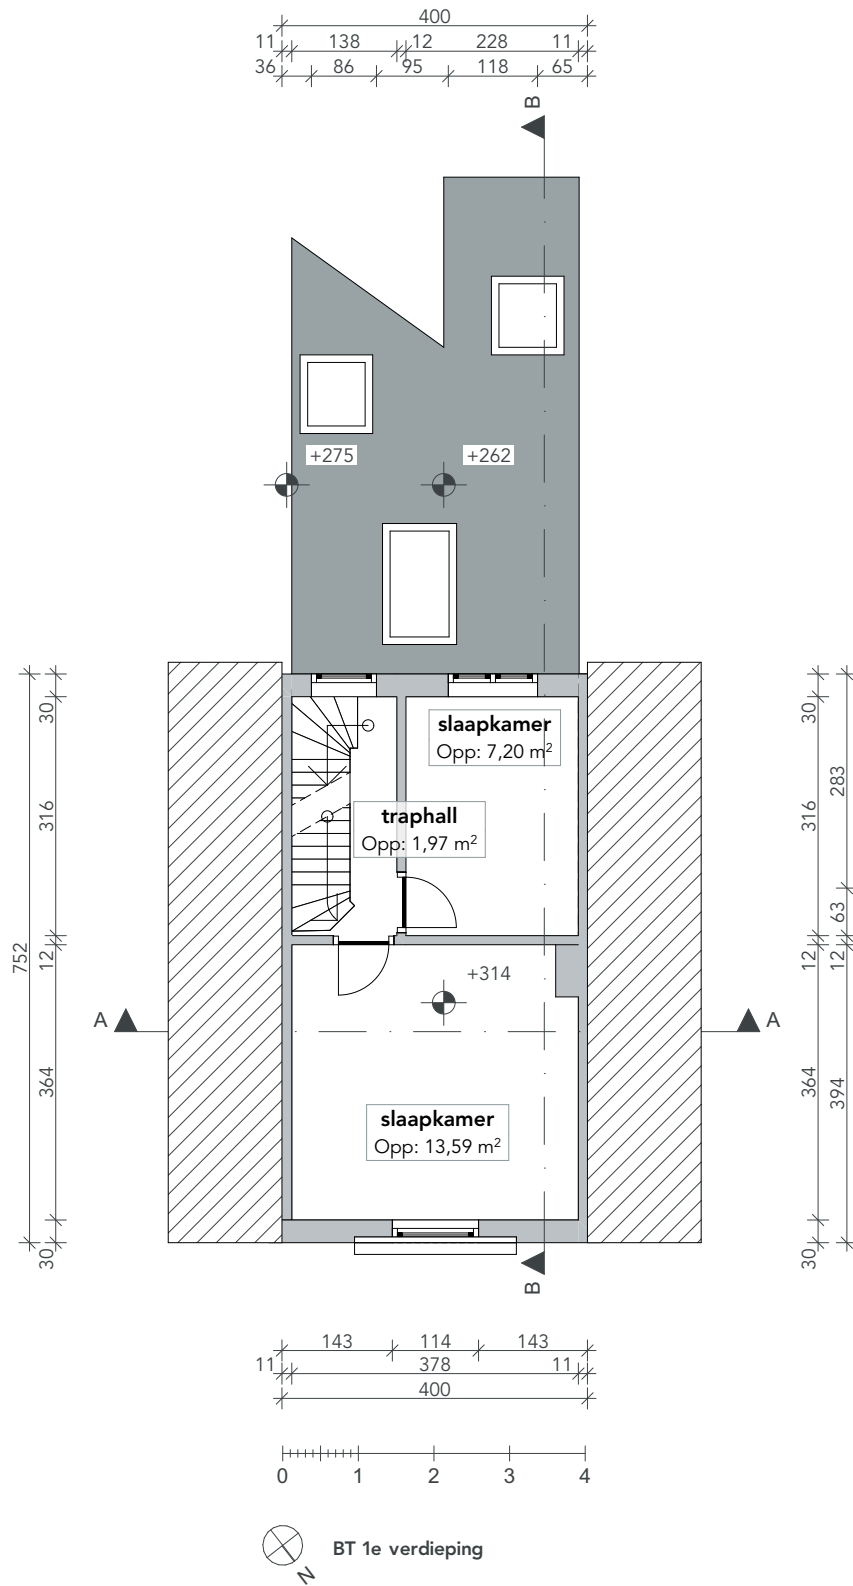 400
11 138 12 228 11
36 86 95 118 65
B
+275 +262
30 316 12 364 30
752
slaapkamer
Opp: 7,20 m²
traphall
Opp: 1,97 m²
30 316 12 364 30
283 63 12 394
+314
A A
slaapkamer
Opp: 13,59 m²
B
143 114 143
11 378 11
400
0 1 2 3 4
N
BT 1e verdieping